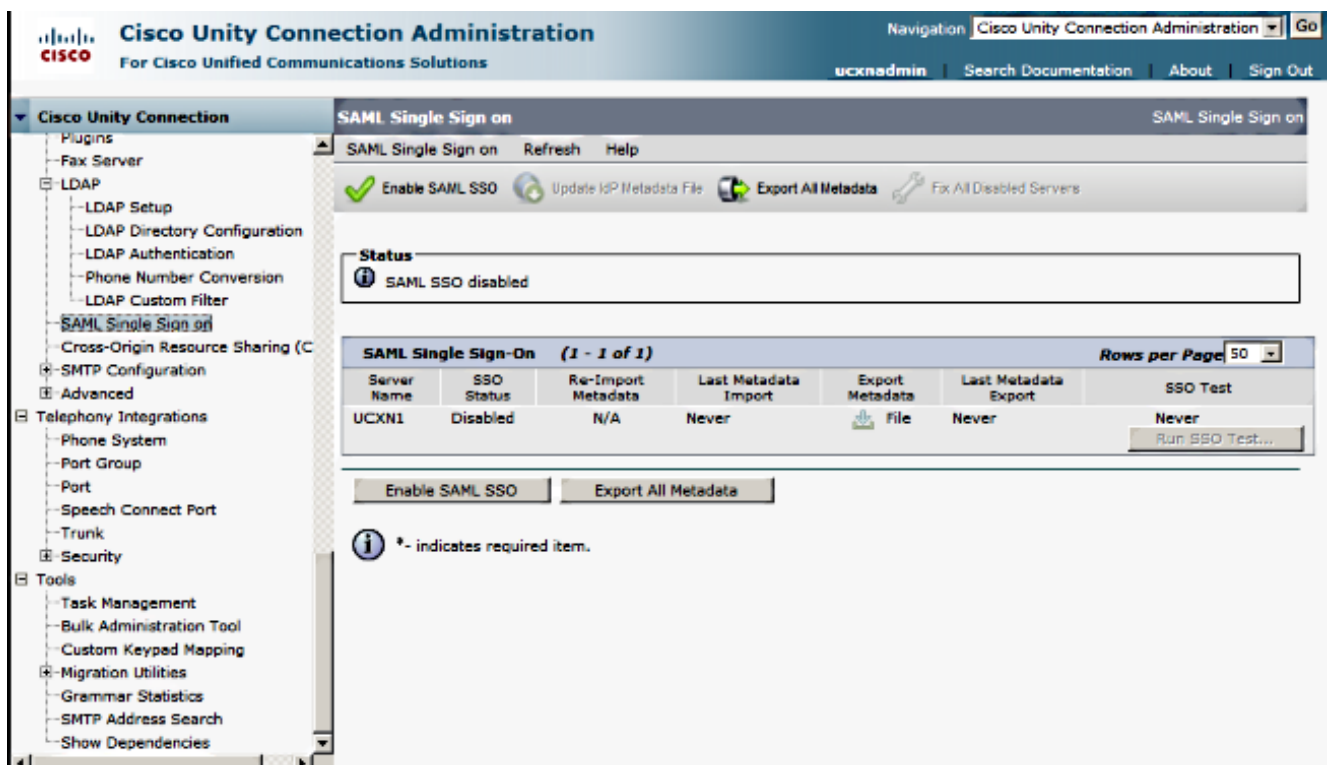 Cisco Unity Connection Administration
For Cisco Unified Communications Solutions
CISCO
Navigation Cisco Unity Connection Administration Go
ucxnadmin Search Documentation About Sign Out
Cisco Unity Connection
Plugins
Fax Server
LDAP
LDAP Setup
LDAP Directory Configuration
LDAP Authentication
Phone Number Conversion
LDAP Custom Filter
SAML Single Sign on
Cross-Origin Resource Sharing (C
SMTP Configuration
Advanced
Telephony Integrations
Phone System
Port Group
Port
Speech Connect Port
Trunk
Security
Tools
Task Management
Bulk Administration Tool
Custom Keypad Mapping
Migration Utilities
Grammar Statistics
SMTP Address Search
Show Dependencies
SAML Single Sign on SAML Single Sign on
SAML Single Sign on Refresh Help
Enable SAML SSO Update IdP Metadata File Export All Metadata Fix All Disabled Servers
Status
SAML SSO disabled
SAML Single Sign-On (1 - 1 of 1) Rows per Page 50
Server Name SSO Status Re-Import Metadata Last Metadata Import Export Metadata Last Metadata Export SSO Test
UCXN1 Disabled N/A Never File Never Never
Run SSO Test...
Enable SAML SSO Export All Metadata
*- indicates required item.